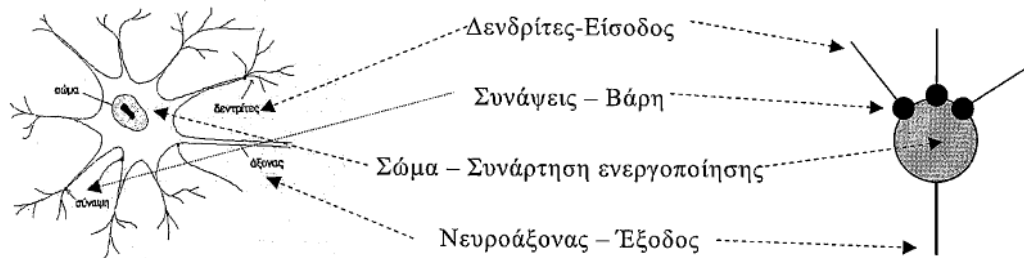 Δενδρίτες-Είσοδος
σώμα
δεντρίτες
Συνάψεις – Βάρη
άξονας
Σώμα – Συνάρτηση ενεργοποίησης
σύναψη
Νευροάξονας – Έξοδος